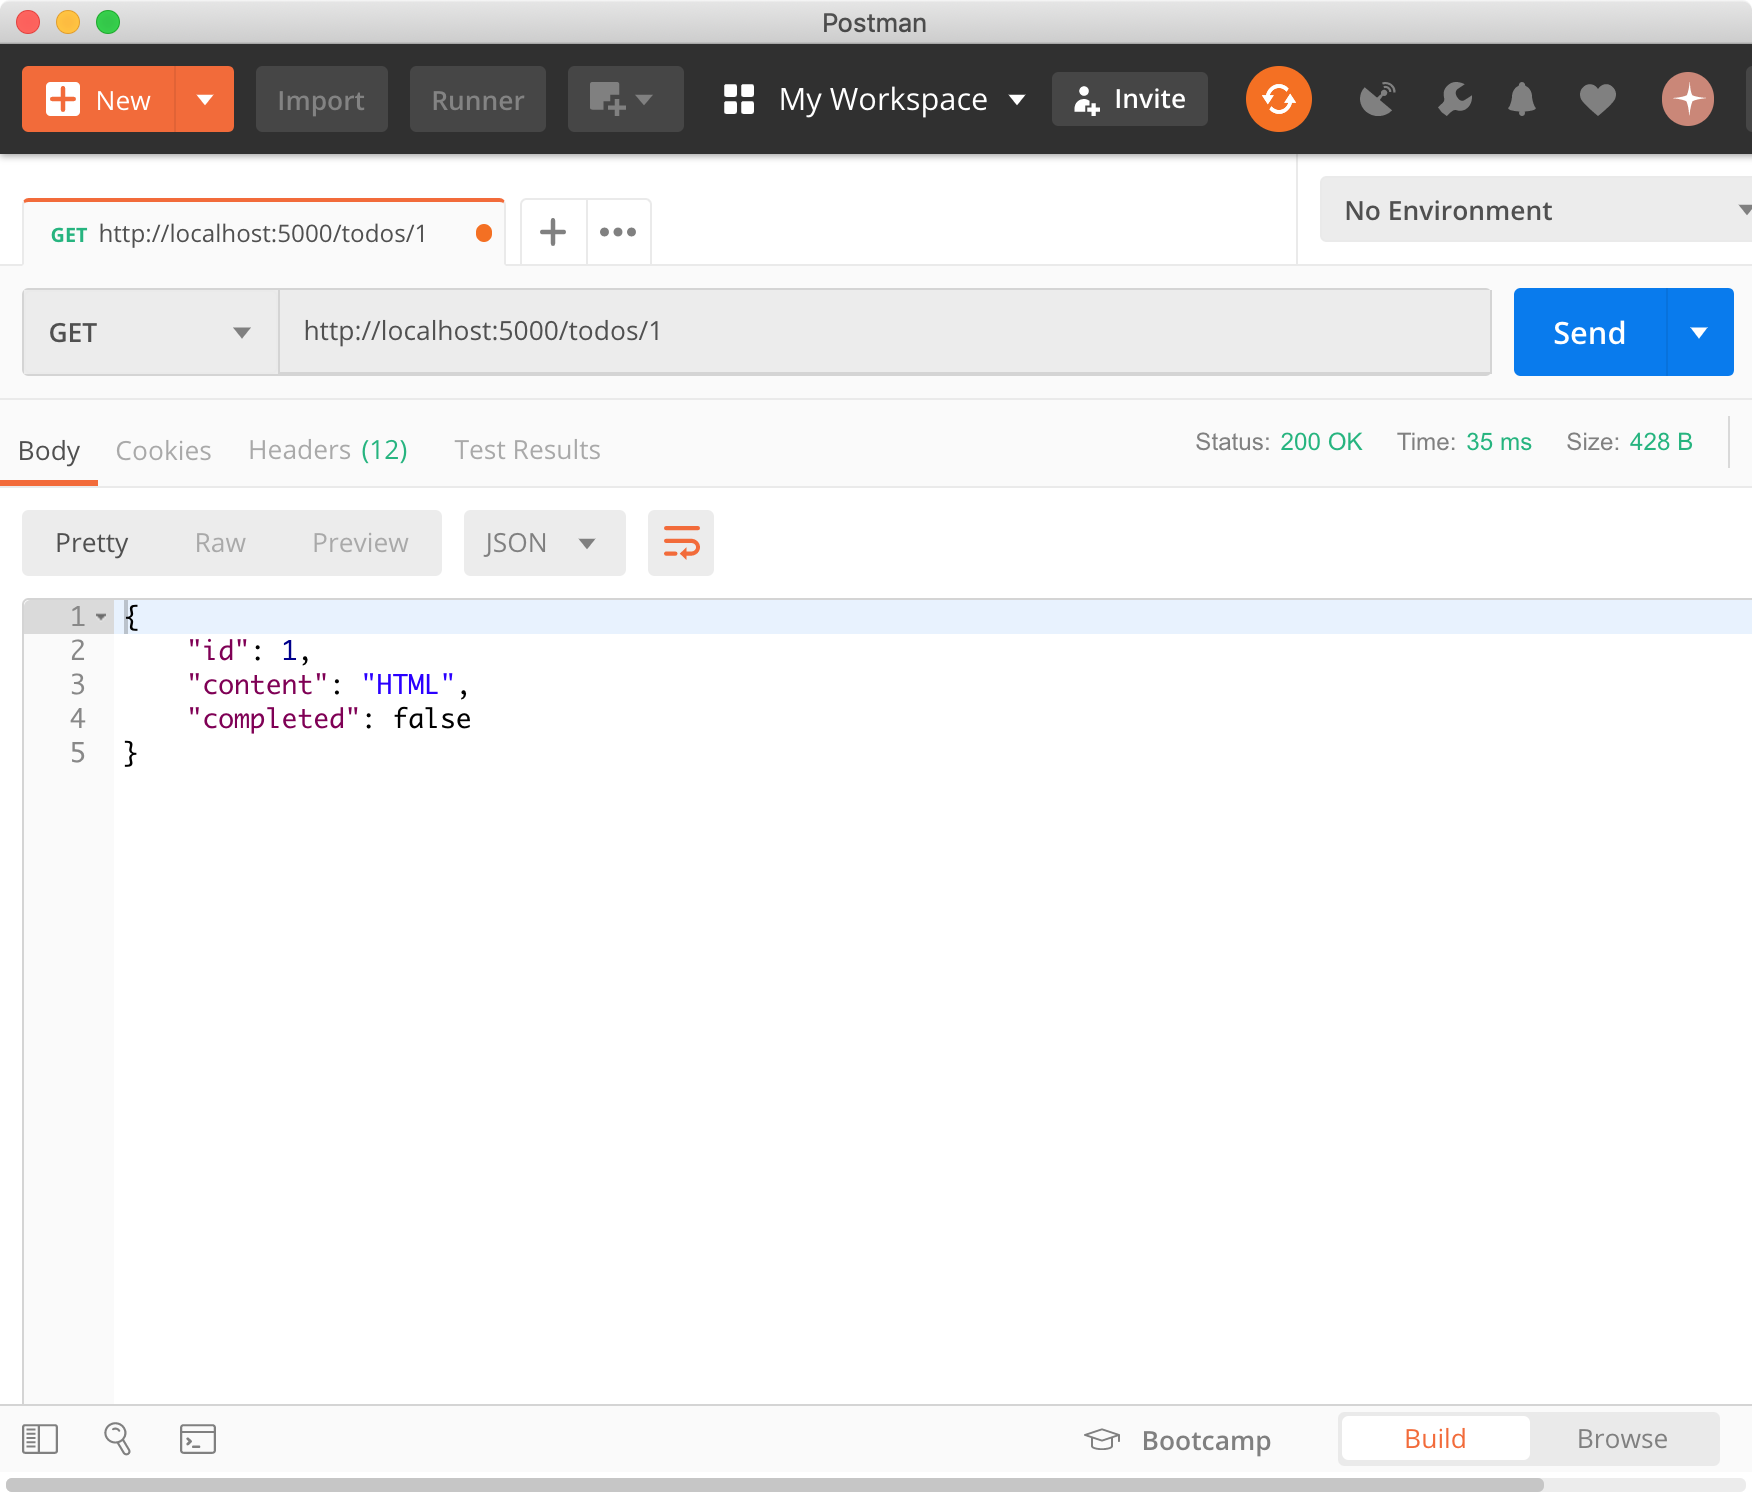 Postman
New Import Runner My Workspace Invite
GET http://localhost:5000/todos/1 No Environment
GET http://localhost:5000/todos/1 Send
Body Cookies Headers (12) Test Results Status: 200 OK Time: 35 ms Size: 428 B
Pretty Raw Preview JSON
1 {
2 "id": 1,
3 "content": "HTML",
4 "completed": false
5 }
Bootcamp Build Browse